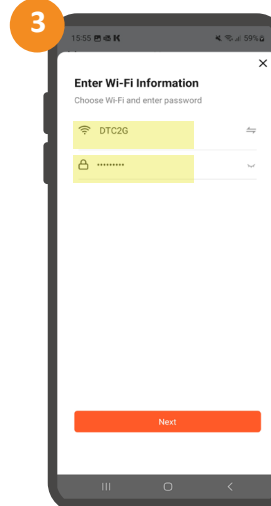 3
15:55
59%
Enter Wi-Fi Information
Choose Wi-Fi and enter password
DTC2G
•••••••••
Next